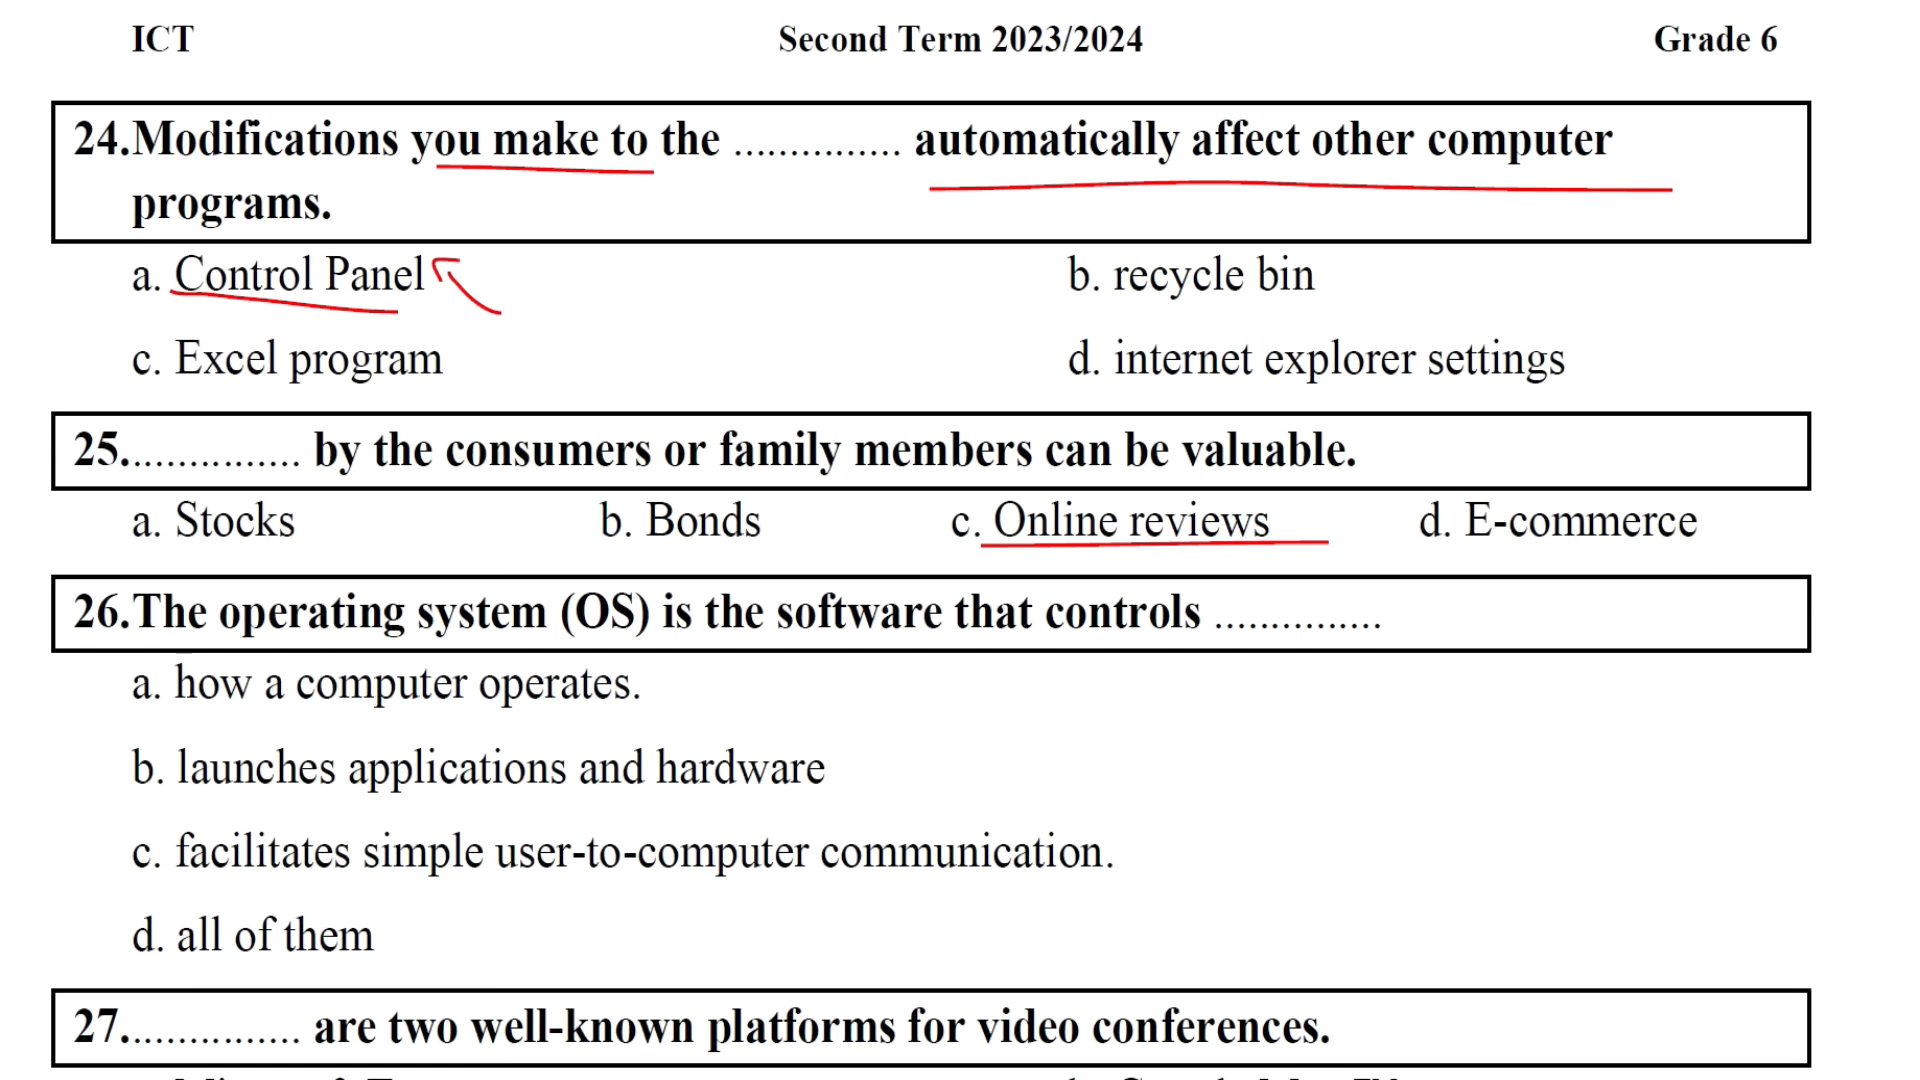 ICT Second Term 2023/2024 Grade 6
24.Modifications you make to the ............... automatically affect other computer
programs.
a. Control Panel b. recycle bin
c. Excel program d. internet explorer settings
25................ by the consumers or family members can be valuable.
a. Stocks b. Bonds c. Online reviews d. E-commerce
26.The operating system (OS) is the software that controls ...............
a. how a computer operates.
b. launches applications and hardware
c. facilitates simple user-to-computer communication.
d. all of them
27................ are two well-known platforms for video conferences.